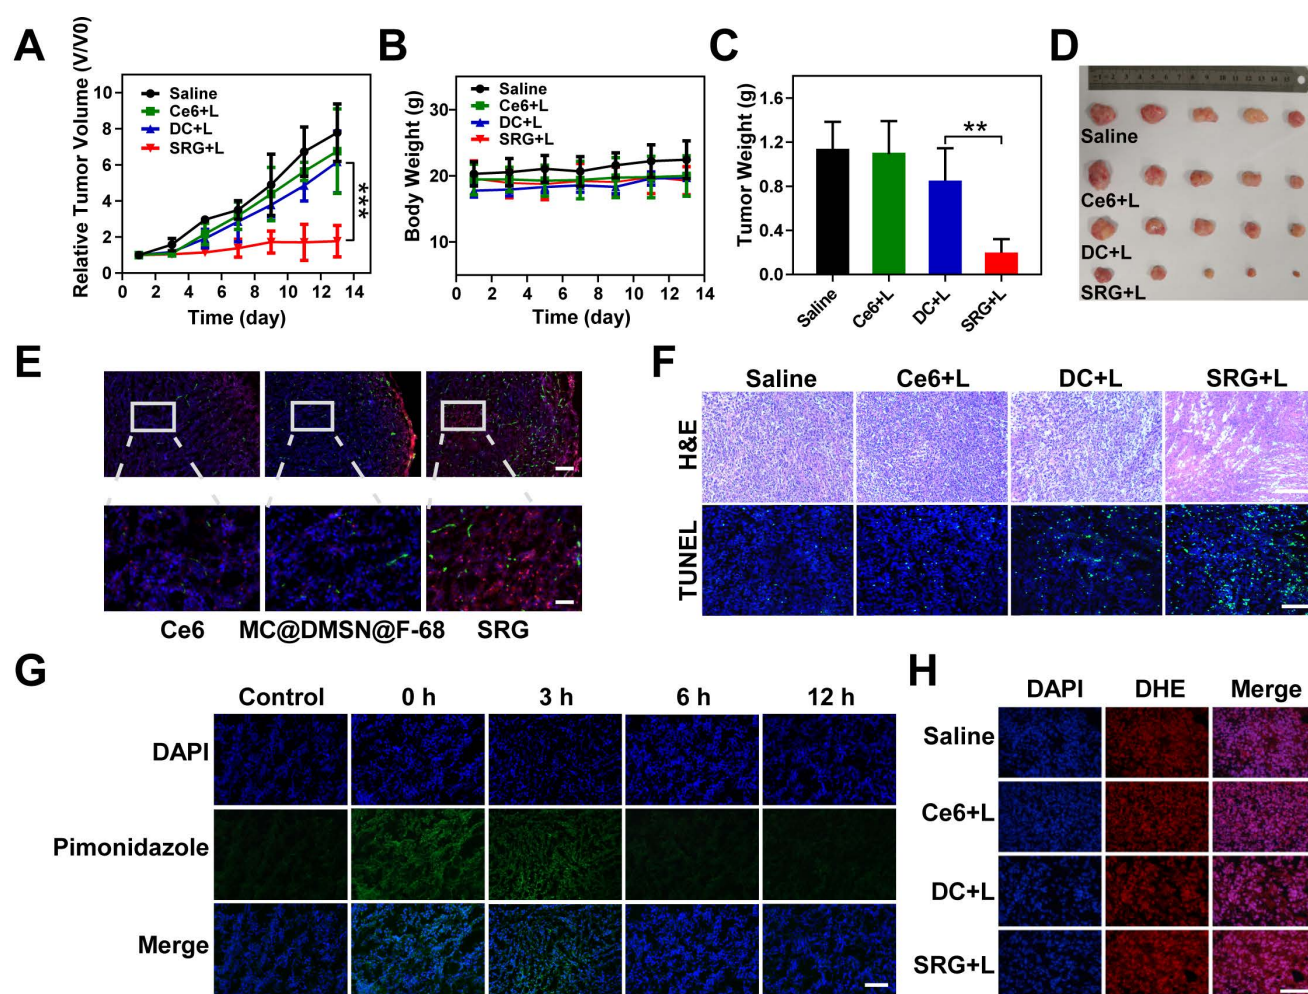 A
Relative Tumor Volume (V/V0)
10
8
6
4
2
0
Saline
Ce6+L
DC+L
SRG+L
***
0 2 4 6 8 10 12 14
Time (day)
B
Body Weight (g)
30
20
10
Saline
Ce6+L
DC+L
SRG+L
0 2 4 6 8 10 12 14
Time (day)
C
Tumor Weight (g)
1.6
1.2
0.8
0.4
0.0
**
Saline
Ce6+L
DC+L
SRG+L
D
Saline
Ce6+L
DC+L
SRG+L
E
Ce6 MC@DMSN@F-68 SRG
F
Saline Ce6+L DC+L SRG+L
H&E
TUNEL
G
Control 0 h 3 h 6 h 12 h
DAPI
Pimonidazole
Merge
H
DAPI DHE Merge
Saline
Ce6+L
DC+L
SRG+L